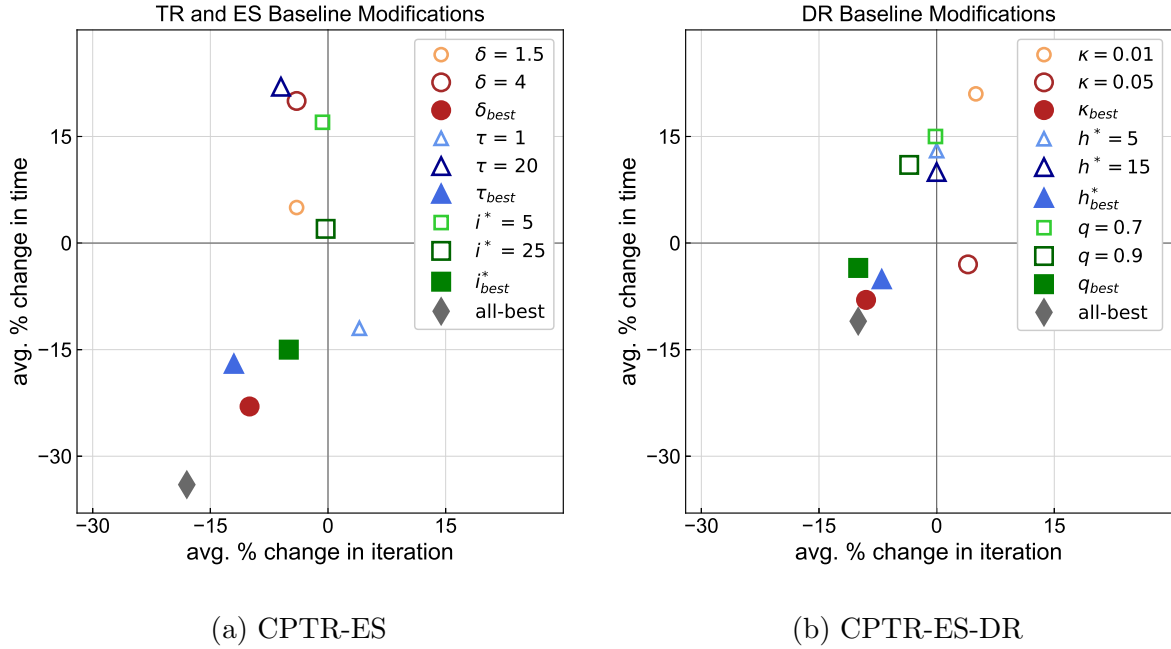 TR and ES Baseline Modifications
δ = 1.5
δ = 4
δbest
τ = 1
τ = 20
τbest
i* = 5
i* = 25
i*best
all-best
15
0
−15
−30
avg. % change in time
−30
−15
0
15
avg. % change in iteration
(a) CPTR-ES
DR Baseline Modifications
κ = 0.01
κ = 0.05
κbest
h* = 5
h* = 15
h*best
q = 0.7
q = 0.9
qbest
all-best
15
0
−15
−30
avg. % change in time
−30
−15
0
15
avg. % change in iteration
(b) CPTR-ES-DR